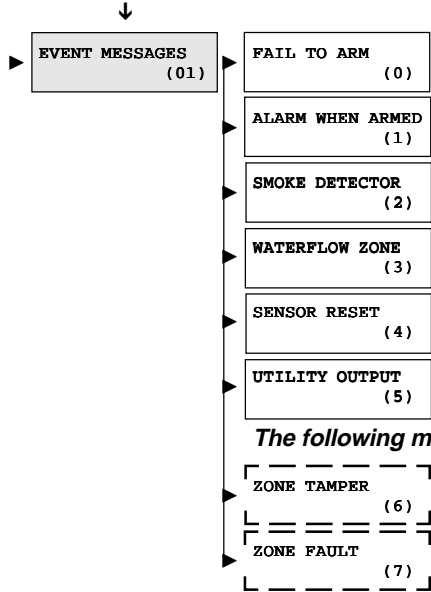 EVENT MESSAGES
(01)
FAIL TO ARM
(0)
ALARM WHEN ARMED
(1)
SMOKE DETECTOR
(2)
WATERFLOW ZONE
(3)
SENSOR RESET
(4)
UTILITY OUTPUT
(5)
The following m
ZONE TAMPER
(6)
ZONE FAULT
(7)